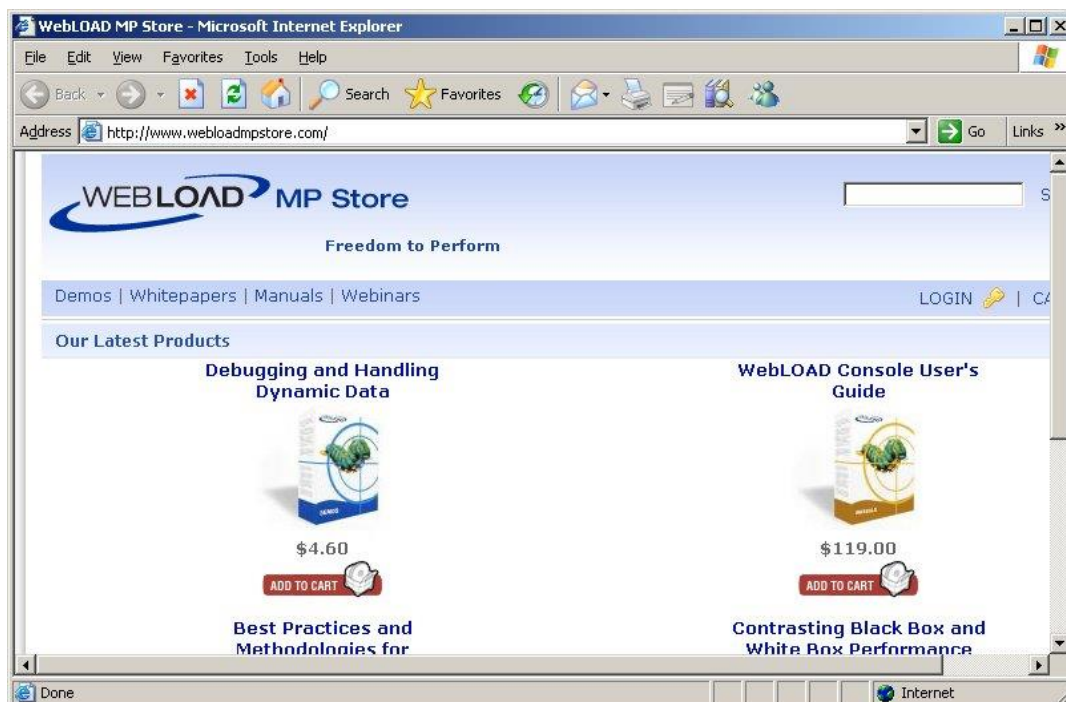 WebLOAD MP Store - Microsoft Internet Explorer
File Edit View Favorites Tools Help
Back Search Favorites
Address http://www.webloadmpstore.com/ Go Links »
WEBLOAD MP Store
S
Freedom to Perform
Demos | Whitepapers | Manuals | Webinars LOGIN | CA
Our Latest Products
Debugging and Handling
Dynamic Data
WebLOAD Console User's
Guide
DEMOS
$4.60
$119.00
ADD TO CART
ADD TO CART
Best Practices and
Methodologies for
Contrasting Black Box and
White Box Performance
Done Internet